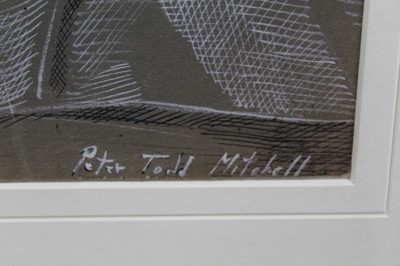 Peter Todd Mitchell